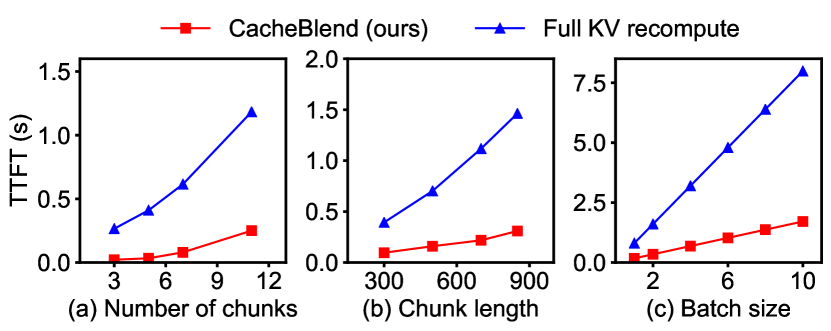 CacheBlend (ours) Full KV recompute
TTFT (s)
1.5
1.0
0.5
0.0
3 6 9 12
(a) Number of chunks
2.0
1.5
1.0
0.5
0.0
300 600 900
(b) Chunk length
7.5
5.0
2.5
0.0
2 6 10
(c) Batch size